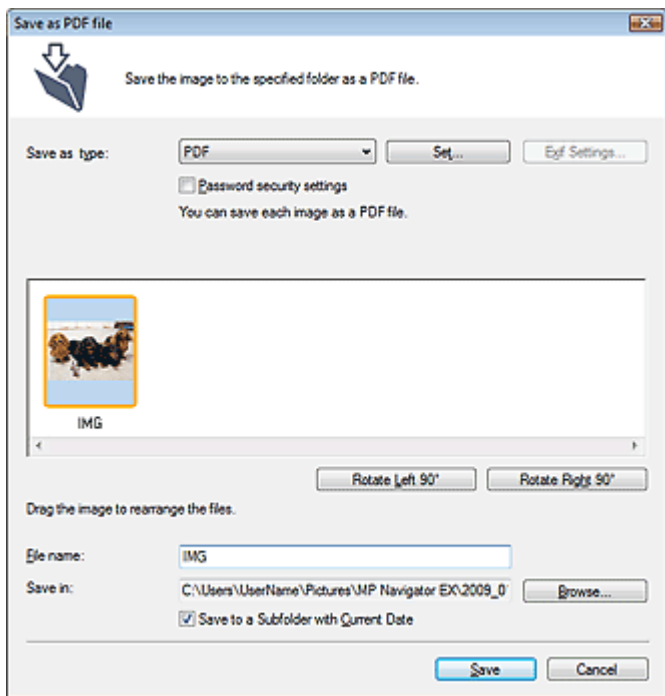 Save as PDF file
Save the image to the specified folder as a PDF file.
Save as type: PDF Set... Exif Settings...
Password security settings
You can save each image as a PDF file.
IMG
Rotate Left 90° Rotate Right 90°
Drag the image to rearrange the files.
File name: IMG
Save in: C:\Users\UserName\Pictures\MP Navigator EX\2009_0 Browse...
Save to a Subfolder with Current Date
Save Cancel